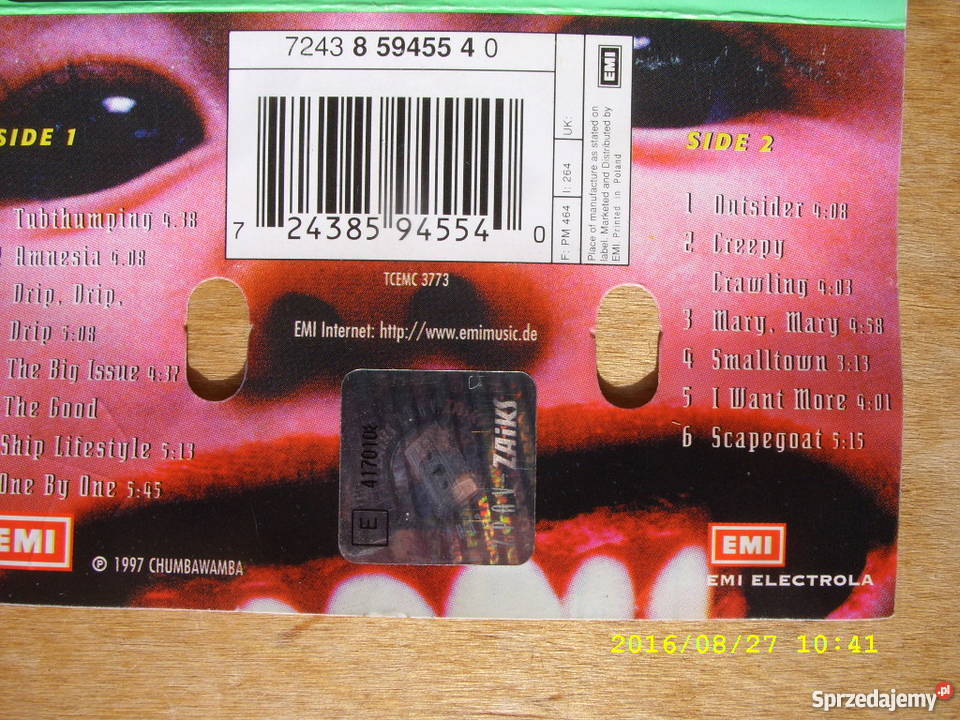 7243 8 59455 4 0
7 24385 94554 0
UK:
I: 264
F: PM 464
EMI
Place of manufacture as stated on
label. Marketed and Distributed by
EMI. Printed in Poland
SIDE 1
Tubthumping 4.38
Amnesia 4.08
Drip, Drip,
Drip 5:08
The Big Issue 4:37
The Good
Ship Lifestyle 5:13
One By One 5:45
EMI
℗ 1997 CHUMBAWAMBA
TCEMC 3773
EMI Internet: http://www.emimusic.de
ZAiKS
E
SIDE 2
1 Outsider 4:08
2 Creepy
Crawling 4:03
3 Mary, Mary 4:58
4 Smalltown 3:13
5 I Want More 4:01
6 Scapegoat 5:15
EMI
EMI ELECTROLA
2016/08/27 10:41
Sprzedajemy.pl